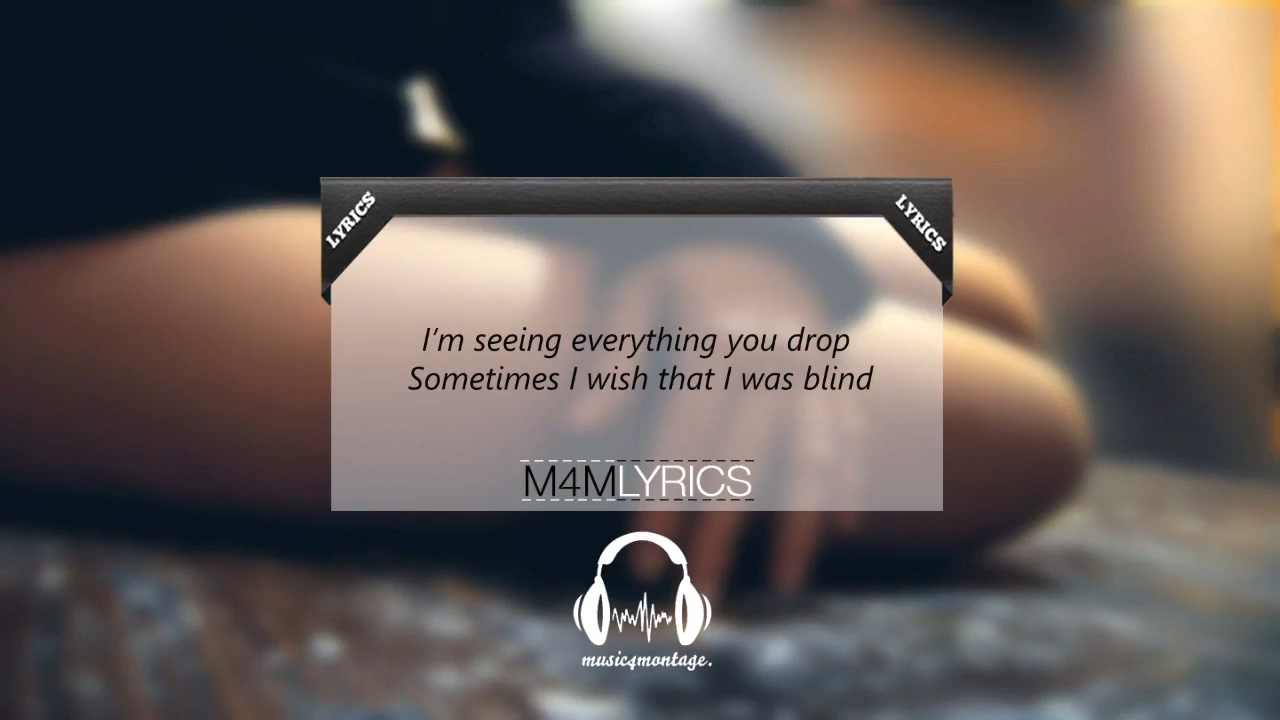 LYRICS
LYRICS
I'm seeing everything you drop
Sometimes I wish that I was blind
M4MLYRICS
music4montage.